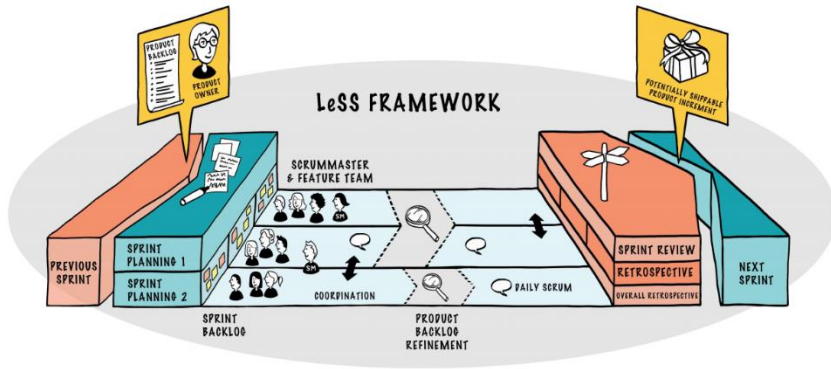 PRODUCT
BACKLOG
PRODUCT
OWNER
LeSS FRAMEWORK
POTENTIALLY SHIPPABLE
PRODUCT INCREMENT
SCRUMMASTER
& FEATURE TEAM
SM
SM
PREVIOUS
SPRINT
SPRINT
PLANNING 1
SPRINT
PLANNING 2
SPRINT
BACKLOG
COORDINATION
PRODUCT
BACKLOG
REFINEMENT
DAILY SCRUM
SPRINT REVIEW
RETROSPECTIVE
OVERALL RETROSPECTIVE
NEXT
SPRINT